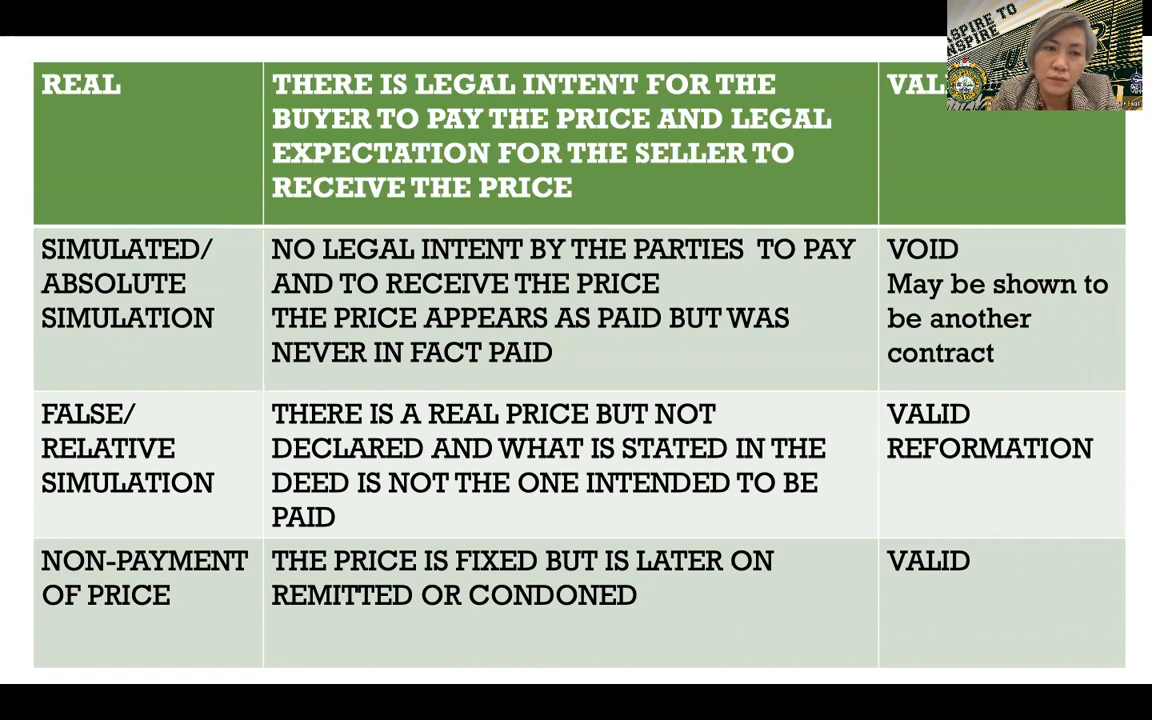 REAL
THERE IS LEGAL INTENT FOR THE
BUYER TO PAY THE PRICE AND LEGAL
EXPECTATION FOR THE SELLER TO
RECEIVE THE PRICE
SIMULATED/
ABSOLUTE
SIMULATION
NO LEGAL INTENT BY THE PARTIES TO PAY
AND TO RECEIVE THE PRICE
THE PRICE APPEARS AS PAID BUT WAS
NEVER IN FACT PAID
VOID
May be shown to
be another
contract
FALSE/
RELATIVE
SIMULATION
THERE IS A REAL PRICE BUT NOT
DECLARED AND WHAT IS STATED IN THE
DEED IS NOT THE ONE INTENDED TO BE
PAID
VALID
REFORMATION
NON-PAYMENT
OF PRICE
THE PRICE IS FIXED BUT IS LATER ON
REMITTED OR CONDONED
VALID